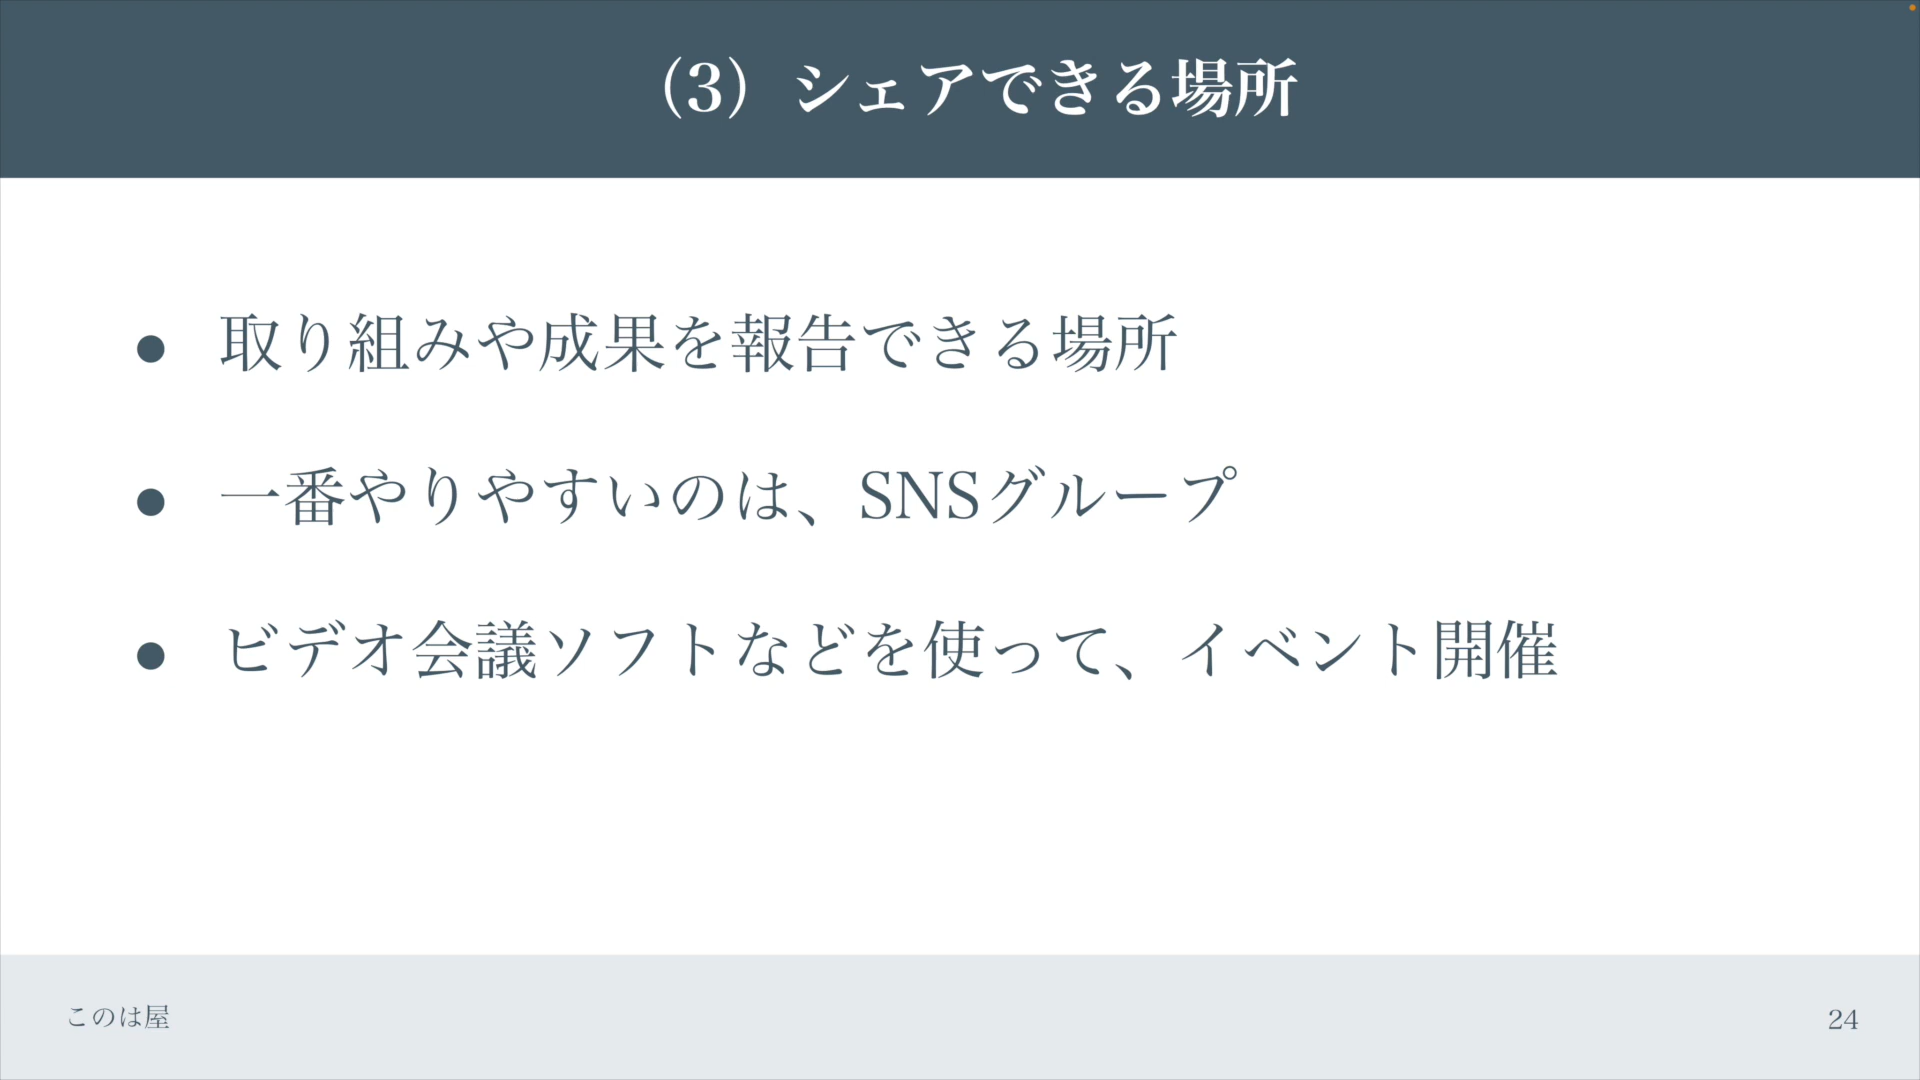 （3）シェアできる場所
● 取り組みや成果を報告できる場所
● 一番やりやすいのは、SNSグループ
● ビデオ会議ソフトなどを使って、イベント開催
このは屋
24